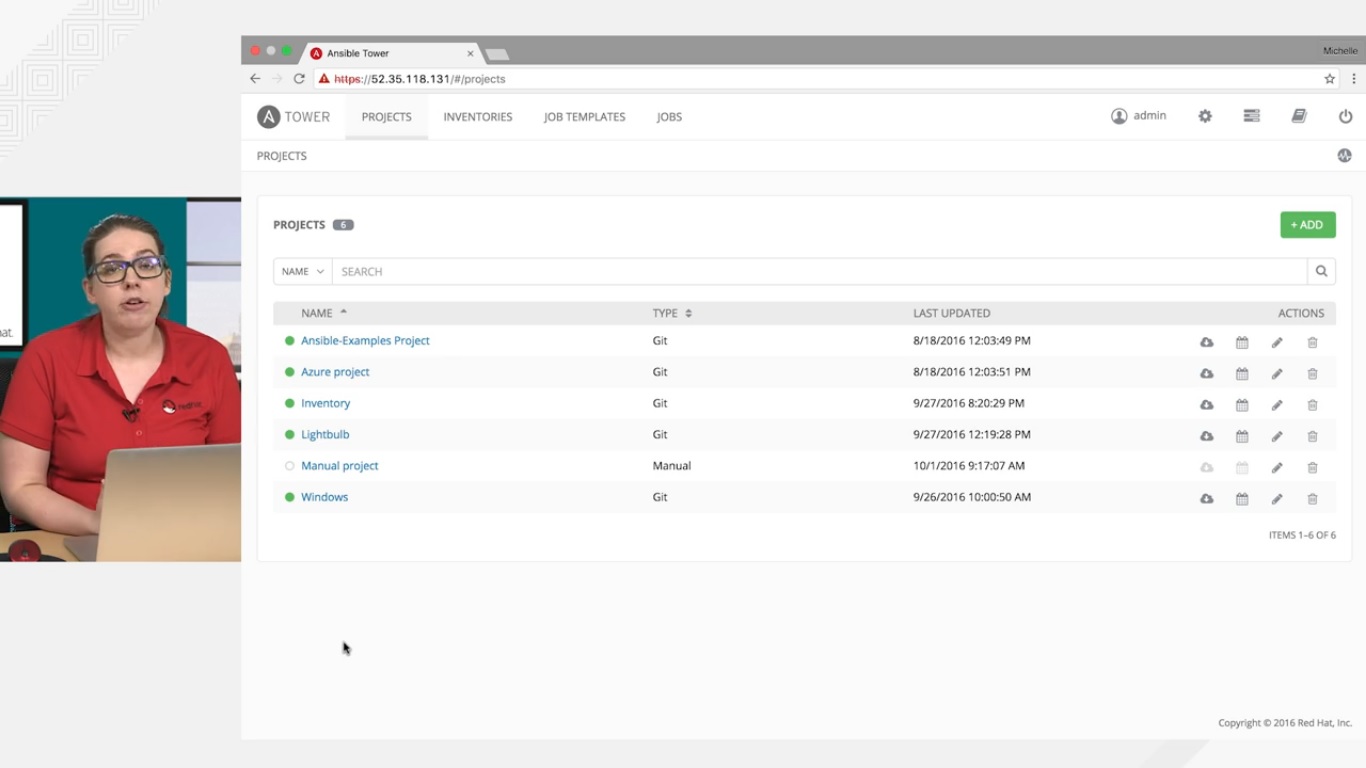 Ansible Tower
Michelle
https://52.35.118.131/#/projects
A TOWER PROJECTS INVENTORIES JOB TEMPLATES JOBS admin
PROJECTS
PROJECTS 6 + ADD
NAME SEARCH
NAME TYPE LAST UPDATED ACTIONS
Ansible-Examples Project Git 8/18/2016 12:03:49 PM
Azure project Git 8/18/2016 12:03:51 PM
Inventory Git 9/27/2016 8:20:29 PM
Lightbulb Git 9/27/2016 12:19:28 PM
Manual project Manual 10/1/2016 9:17:07 AM
Windows Git 9/26/2016 10:00:50 AM
ITEMS 1–6 OF 6
Copyright © 2016 Red Hat, Inc.